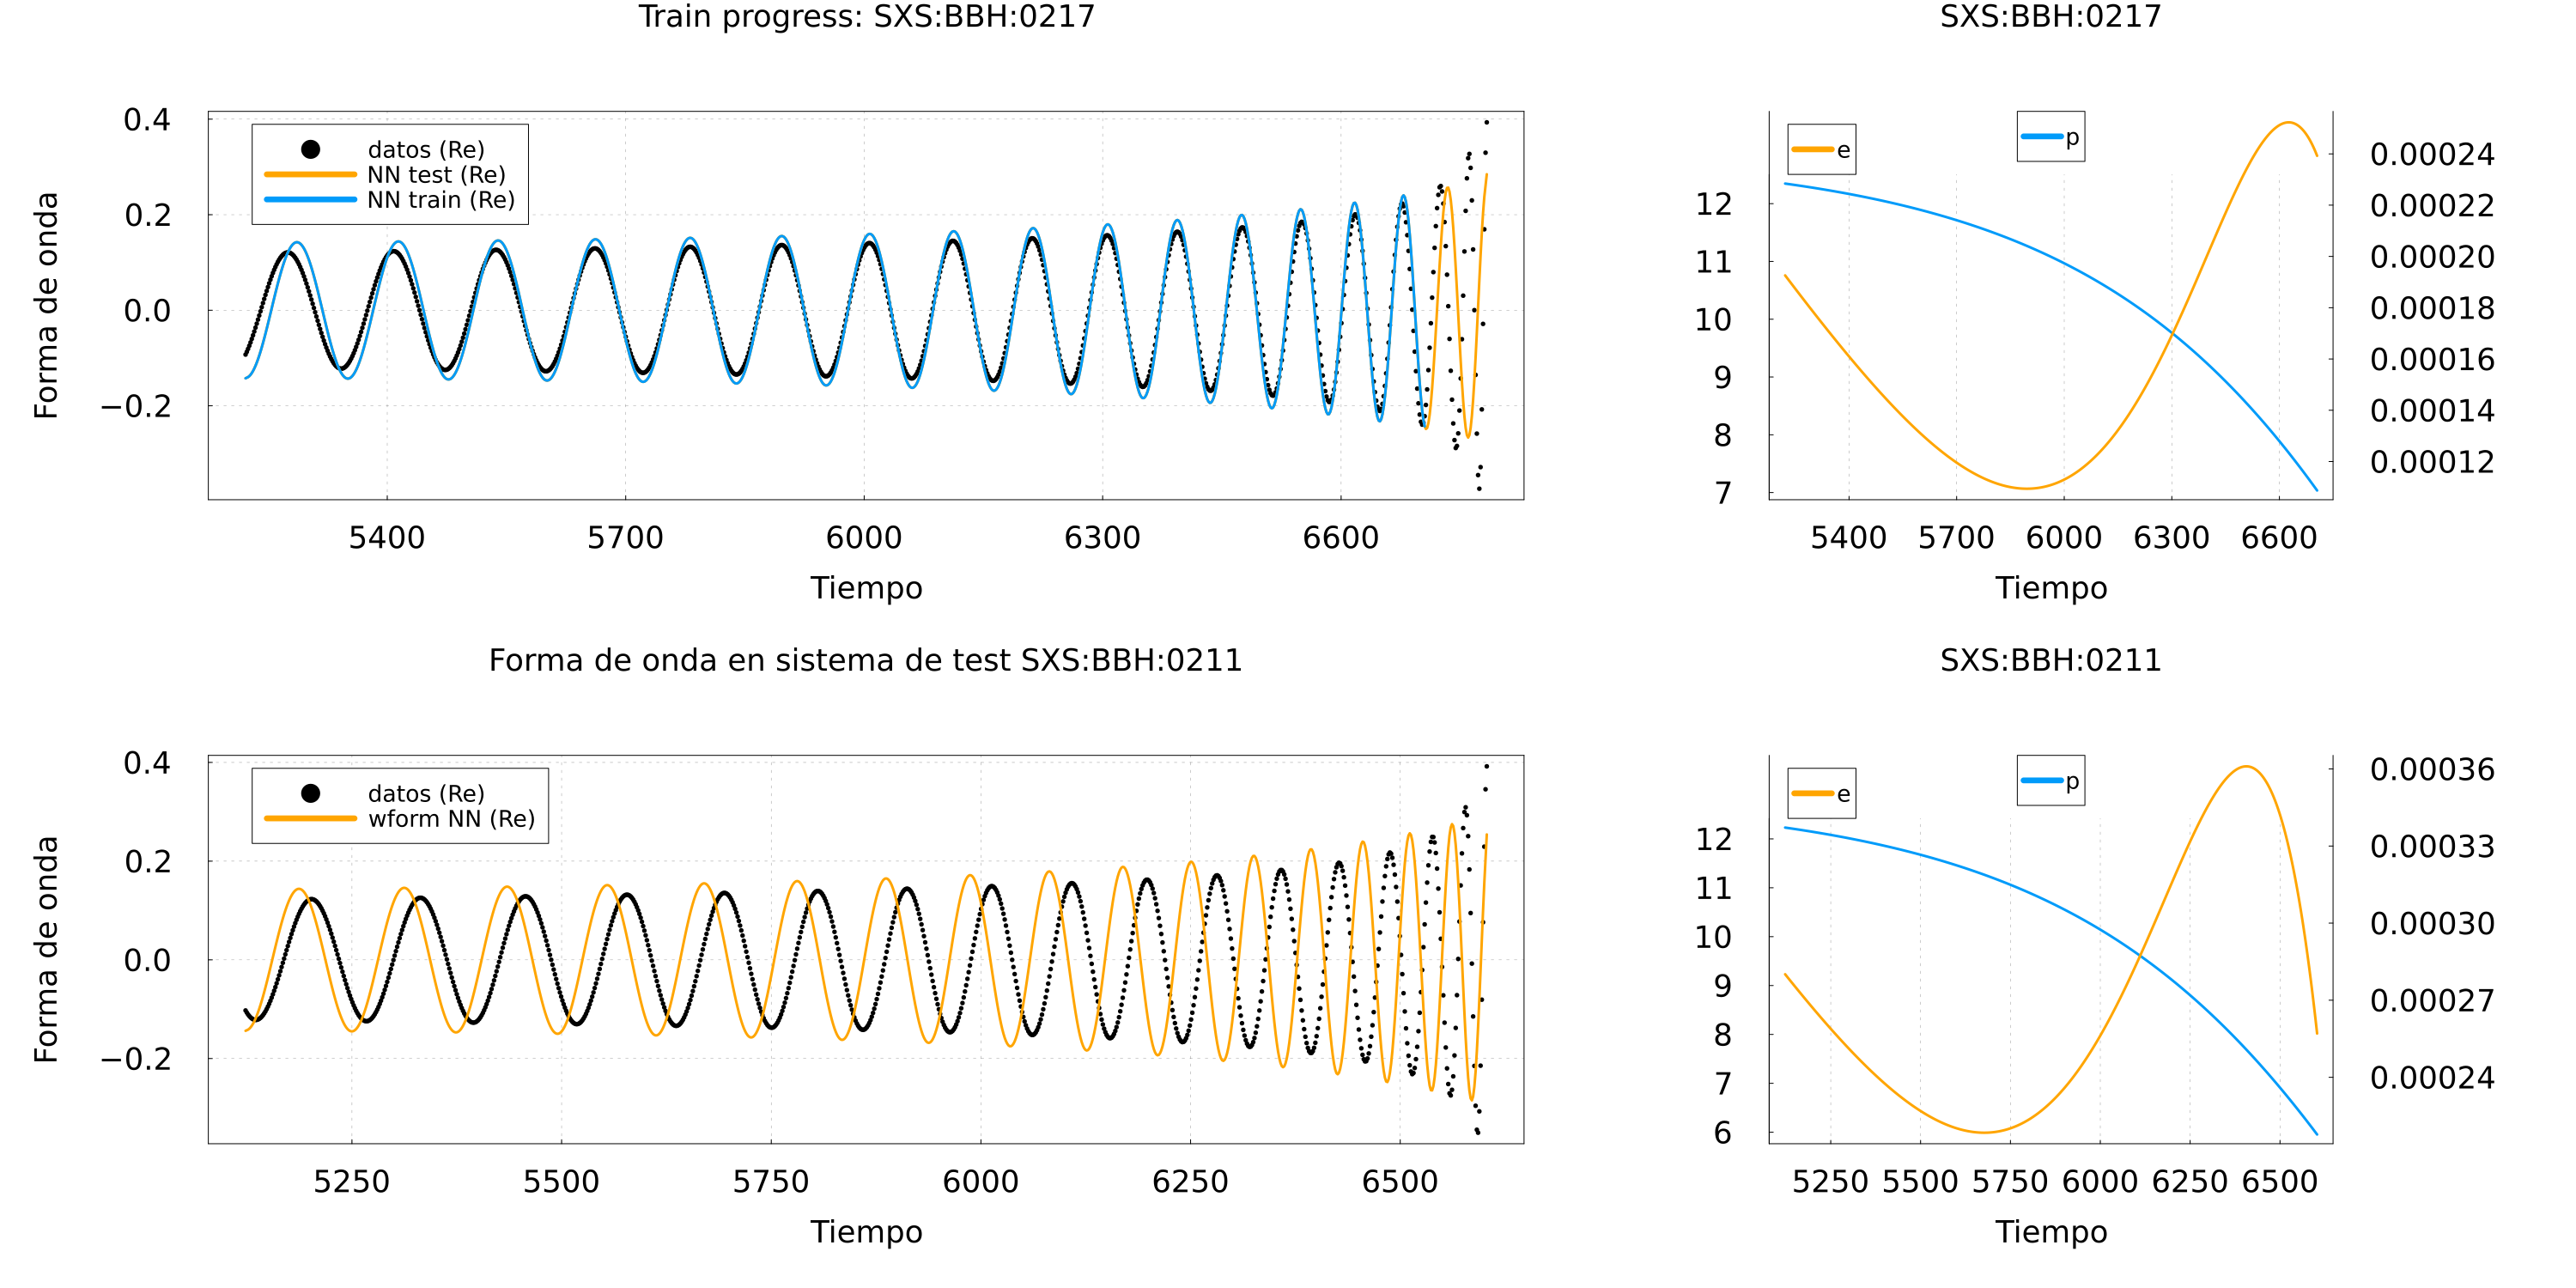 Train progress: SXS:BBH:0217
Forma de onda
0.4
0.2
0.0
−0.2
datos (Re)
NN test (Re)
NN train (Re)
5400 5700 6000 6300 6600
Tiempo
SXS:BBH:0217
12
11
10
9
8
7
e
p
0.00024
0.00022
0.00020
0.00018
0.00016
0.00014
0.00012
5400 5700 6000 6300 6600
Tiempo
Forma de onda en sistema de test SXS:BBH:0211
Forma de onda
0.4
0.2
0.0
−0.2
datos (Re)
wform NN (Re)
5250 5500 5750 6000 6250 6500
Tiempo
SXS:BBH:0211
12
11
10
9
8
7
6
e
p
0.00036
0.00033
0.00030
0.00027
0.00024
5250 5500 5750 6000 6250 6500
Tiempo